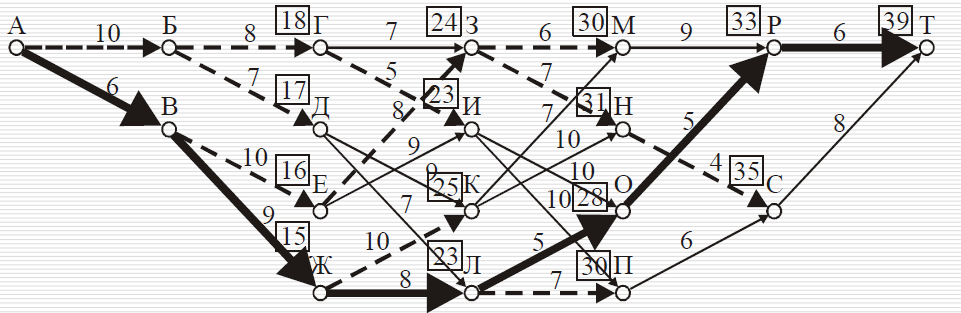 А 10 Б 8 18 Г 7 24 З 6 30 М 9 33 Р 6 39 Т
6 В 7 17 Д 5 8 23 И 7 7 31 Н 5 8
10 16 Е 9 9 25 К 10 10 10 28 О 4 35 С
9 15 Ж 10 7 23 Л 5 30 П 6
8 7